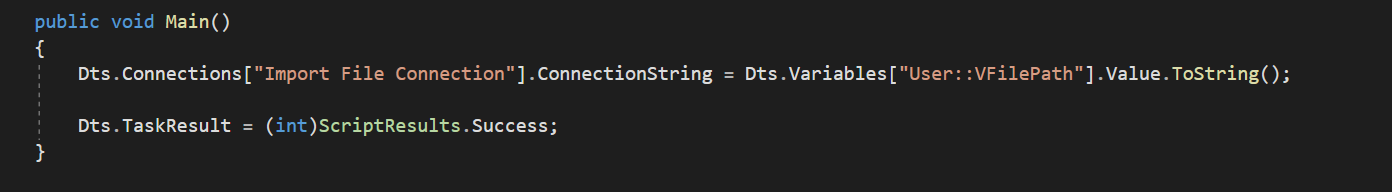 public void Main()
{
Dts.Connections["Import File Connection"].ConnectionString = Dts.Variables["User::VFilePath"].Value.ToString();
Dts.TaskResult = (int)ScriptResults.Success;
}